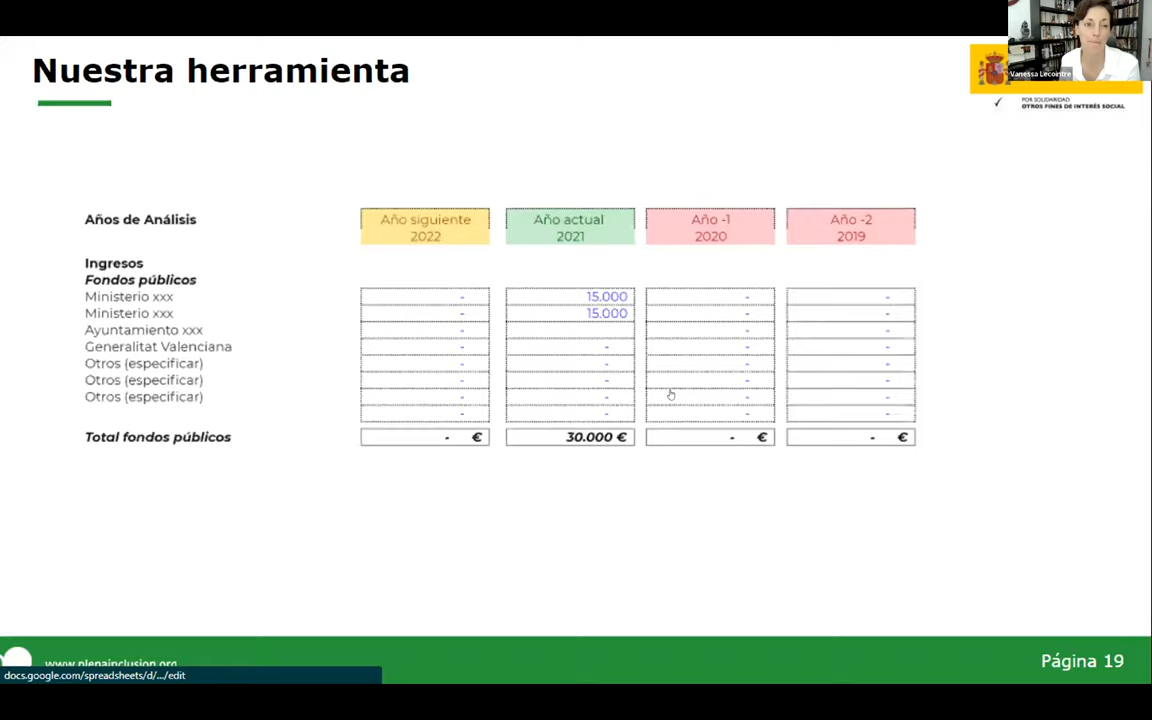 Vanessa Lecointre
Nuestra herramienta
POR SOLIDARIDAD
OTROS FINES DE INTERÉS SOCIAL
Años de Análisis Año siguiente Año actual Año -1 Año -2
2022 2021 2020 2019
Ingresos
Fondos públicos
Ministerio xxx - 15.000 - -
Ministerio xxx - 15.000 - -
Ayuntamiento xxx - - -
Generalitat Valenciana - - - -
Otros (especificar) - - - -
Otros (especificar) - - - -
Otros (especificar) - - - -
- - - -
Total fondos públicos - € 30.000 € - € - €
www.plenainclusion.org
Página 19
docs.google.com/spreadsheets/d/.../edit